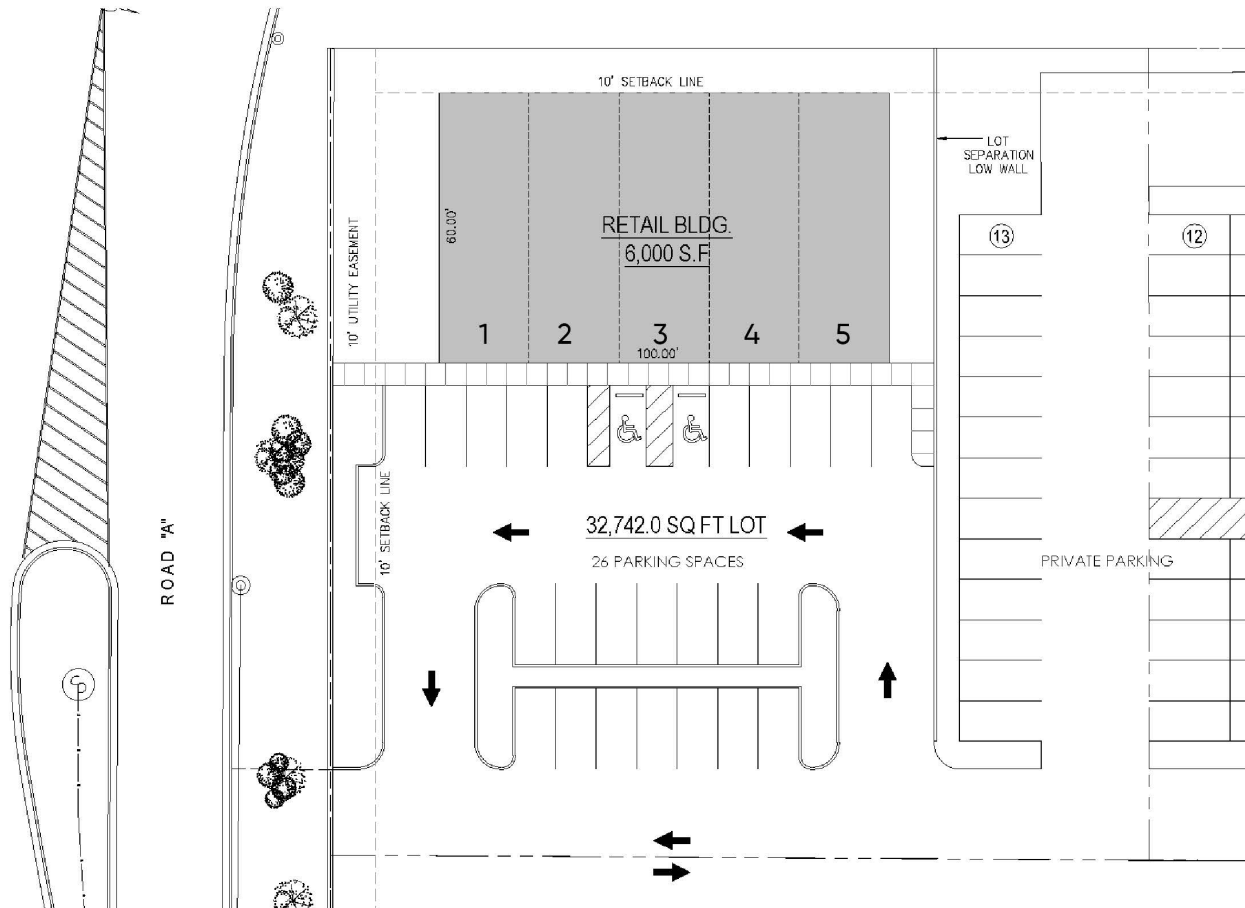 10' SETBACK LINE
LOT
SEPARATION
LOW WALL
60.00'
RETAIL BLDG.
6,000 S.F
13
12
10' UTILITY EASEMENT
1 2 3 4 5
100.00'
10' SETBACK LINE
ROAD "A"
32,742.0 SQ FT LOT
26 PARKING SPACES
PRIVATE PARKING
S